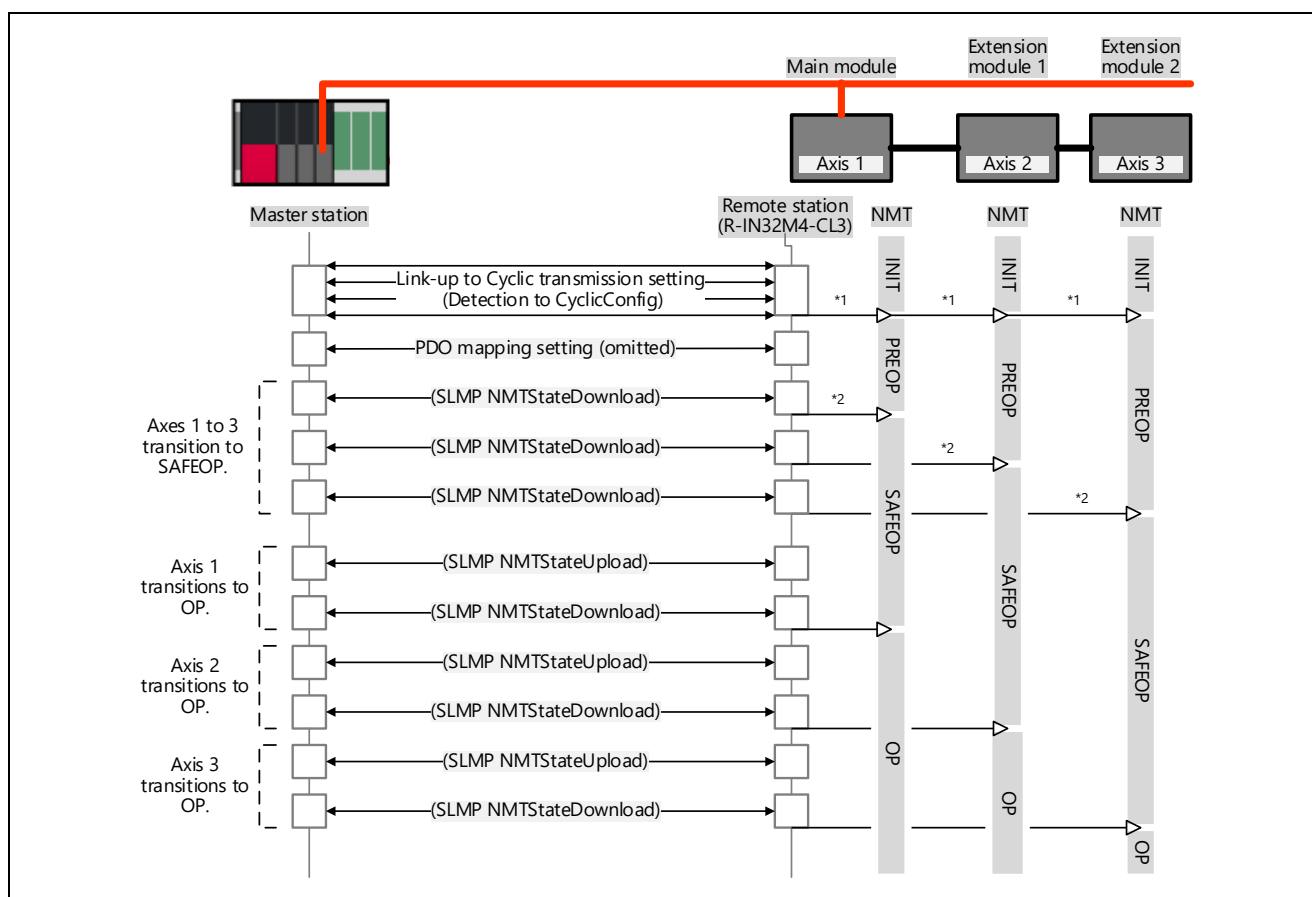 Extension
module 1
Extension
module 2
Main module
Axis 1
Axis 2
Axis 3
Master station
Remote station
(R-IN32M4-CL3)
NMT
NMT
NMT
INIT
INIT
INIT
Link-up to Cyclic transmission setting
(Detection to CyclicConfig)
*1
*1
*1
PDO mapping setting (omitted)
PREOP
PREOP
PREOP
Axes 1 to 3
transition to
SAFEOP.
(SLMP NMTStateDownload)
*2
(SLMP NMTStateDownload)
*2
(SLMP NMTStateDownload)
*2
SAFEOP
SAFEOP
SAFEOP
Axis 1
transitions to
OP.
(SLMP NMTStateUpload)
(SLMP NMTStateDownload)
Axis 2
transitions to
OP.
(SLMP NMTStateUpload)
(SLMP NMTStateDownload)
Axis 3
transitions to
OP.
(SLMP NMTStateUpload)
(SLMP NMTStateDownload)
OP
OP
OP